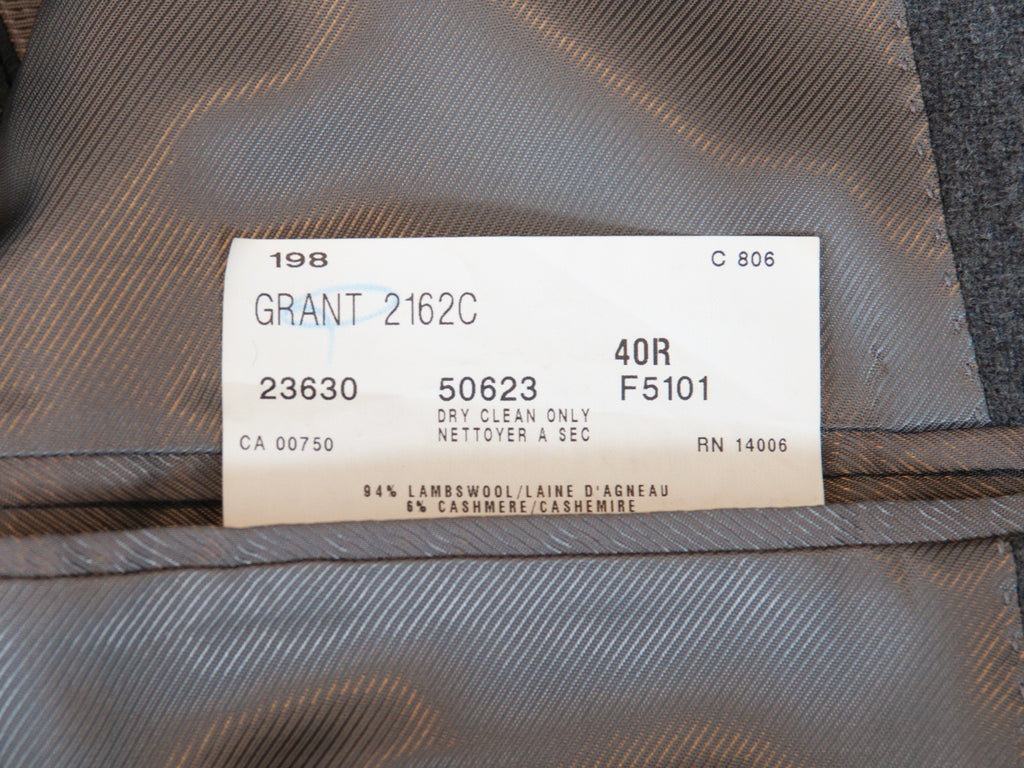 198 C 806
GRANT 2162C
40R
23630 50623 F5101
DRY CLEAN ONLY
NETTOYER A SEC
CA 00750 RN 14006
94% LAMBSWOOL/LAINE D'AGNEAU
6% CASHMERE/CASHEMIRE